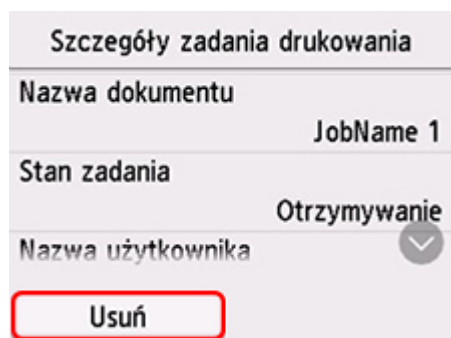 Szczegóły zadania drukowania
Nazwa dokumentu
JobName 1
Stan zadania
Otrzymywanie
Nazwa użytkownika
Usuń